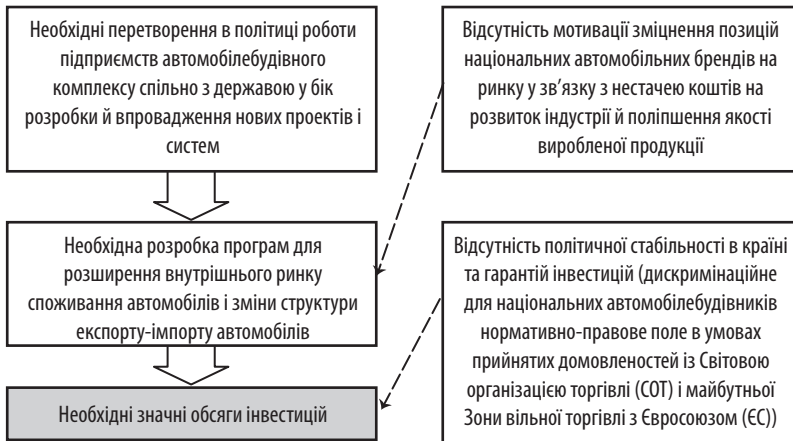 Необхідні перетворення в політиці роботи
підприємств автомобілебудівного
комплексу спільно з державою у бік
розробки й впровадження нових проектів і
систем
Відсутність мотивації зміцнення позицій
національних автомобільних брендів на
ринку у зв’язку з нестачею коштів на
розвиток індустрії й поліпшення якості
виробленої продукції
Необхідна розробка програм для
розширення внутрішнього ринку
споживання автомобілів і зміни структури
експорту-імпорту автомобілів
Відсутність політичної стабільності в країні
та гарантій інвестицій (дискримінаційне
для національних автомобілебудівників
нормативно-правове поле в умовах
прийнятих домовленостей із Світовою
організацією торгівлі (СОТ) і майбутньої
Зони вільної торгівлі з Євросоюзом (ЄС))
Необхідні значні обсяги інвестицій